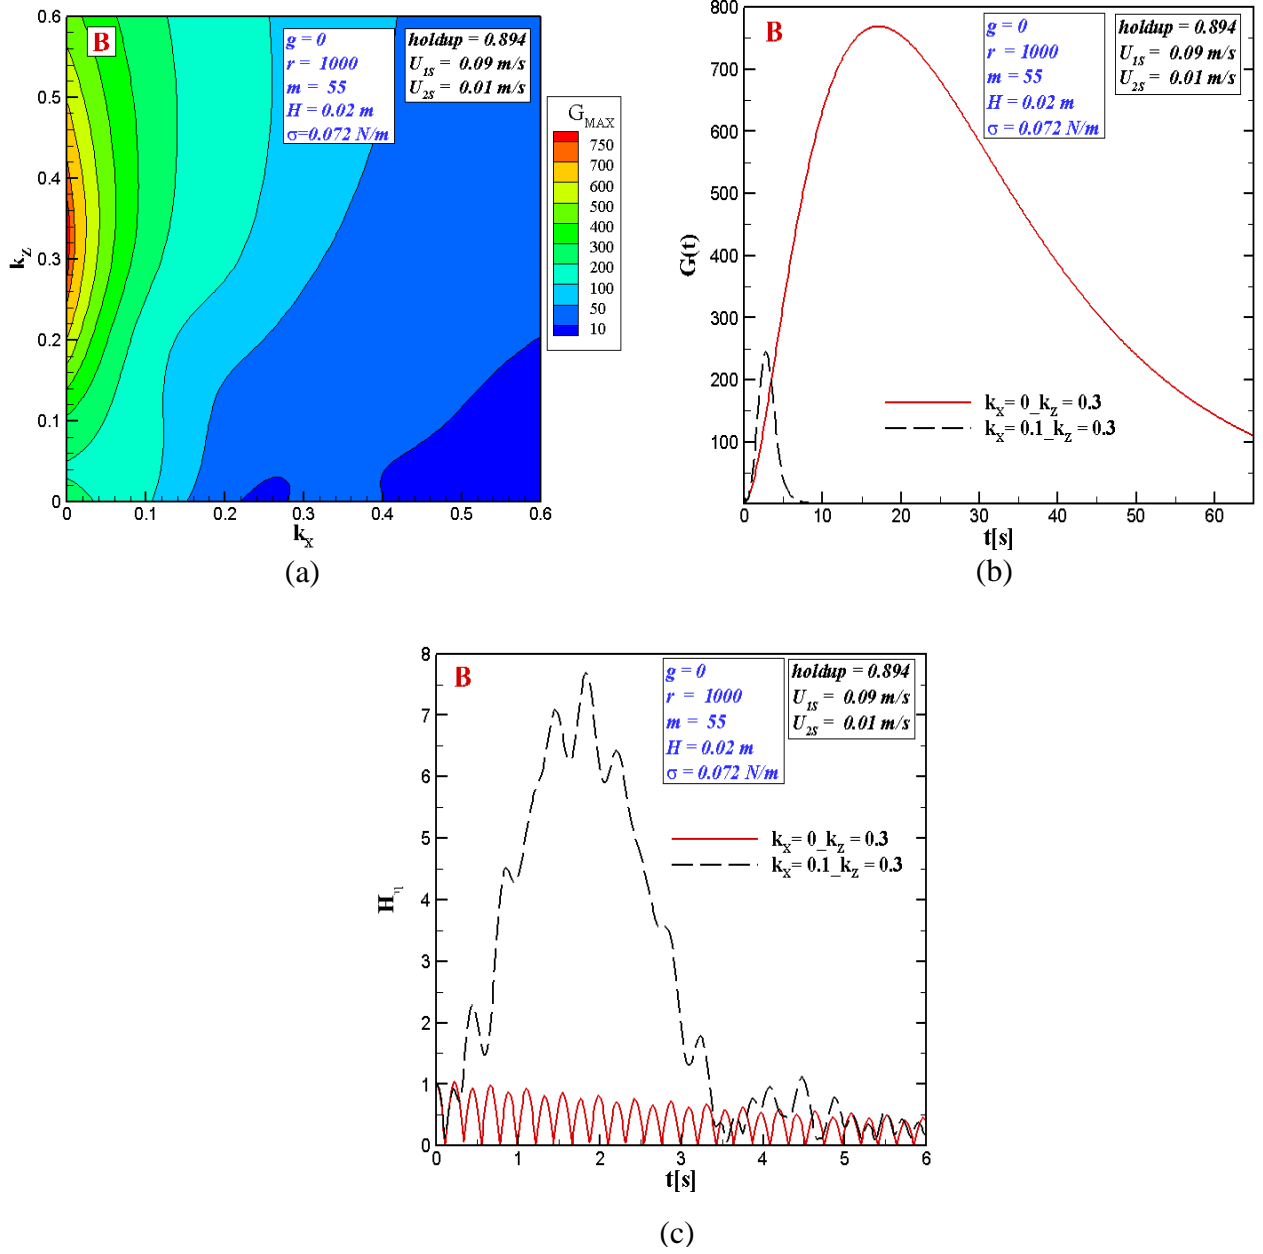 B
g = 0
r = 1000
m = 55
H = 0.02 m
σ=0.072 N/m
holdup = 0.894
U1S = 0.09 m/s
U2S = 0.01 m/s
GMAX
750
700
600
500
400
300
200
100
50
10
0.6
0.5
0.4
0.3
0.2
0.1
0
kz
0 0.1 0.2 0.3 0.4 0.5 0.6
kx
(a)
B
g = 0
r = 1000
m = 55
H = 0.02 m
σ = 0.072 N/m
holdup = 0.894
U1S = 0.09 m/s
U2S = 0.01 m/s
800
700
600
500
400
300
200
100
G(t)
kx= 0_kz = 0.3
kx= 0.1_kz = 0.3
0 10 20 30 40 50 60
t[s]
(b)
B
g = 0
r = 1000
m = 55
H = 0.02 m
σ = 0.072 N/m
holdup = 0.894
U1S = 0.09 m/s
U2S = 0.01 m/s
8
7
6
5
4
3
2
1
0
Hη
kx= 0_kz = 0.3
kx= 0.1_kz = 0.3
0 1 2 3 4 5 6
t[s]
(c)